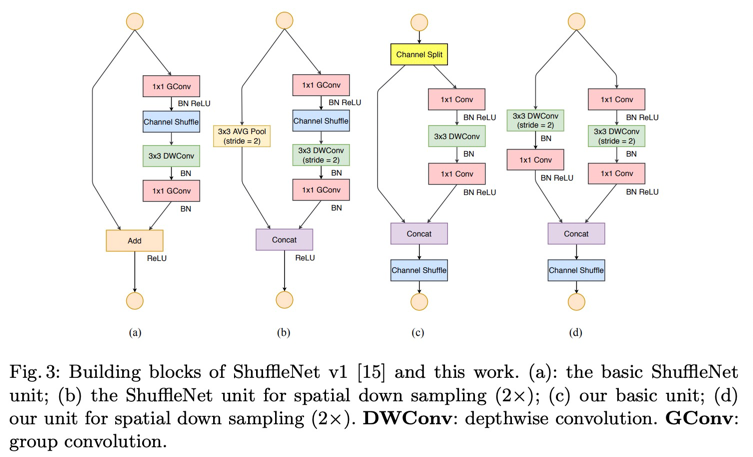 1x1 GConv
BN ReLU
Channel Shuffle
3x3 DWConv
BN
1x1 GConv
BN
Add
ReLU
(a)
3x3 AVG Pool
(stride = 2)
1x1 GConv
BN ReLU
Channel Shuffle
3x3 DWConv
(stride = 2)
BN
1x1 GConv
BN
Concat
ReLU
(b)
Channel Split
1x1 Conv
BN ReLU
3x3 DWConv
BN
1x1 Conv
BN ReLU
Concat
Channel Shuffle
(c)
3x3 DWConv
(stride = 2)
BN
1x1 Conv
BN ReLU
1x1 Conv
BN ReLU
3x3 DWConv
(stride = 2)
BN
1x1 Conv
BN ReLU
Concat
Channel Shuffle
(d)
Fig. 3: Building blocks of ShuffleNet v1 [15] and this work. (a): the basic ShuffleNet
unit; (b) the ShuffleNet unit for spatial down sampling (2×); (c) our basic unit; (d)
our unit for spatial down sampling (2×). DWConv: depthwise convolution. GConv:
group convolution.